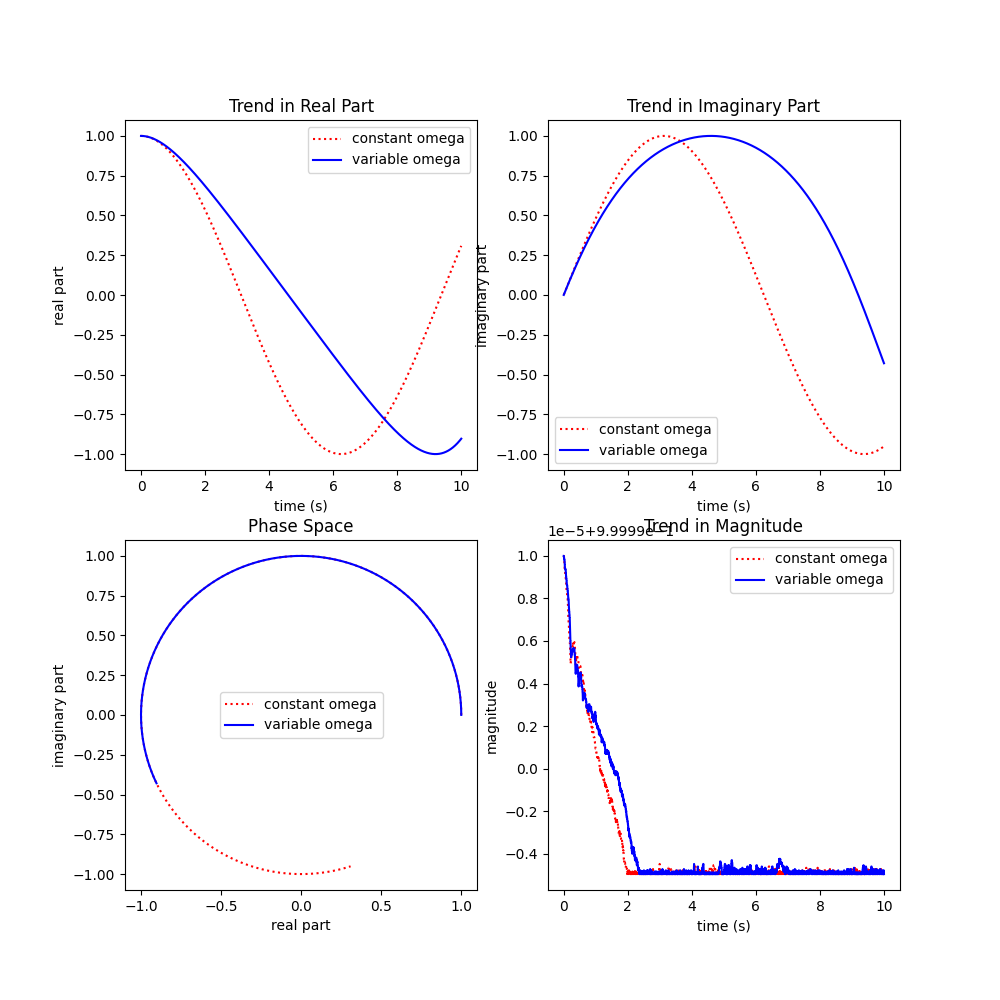 Trend in Real Part
1.00
0.75
0.50
0.25
0.00
−0.25
−0.50
−0.75
−1.00
real part
constant omega
variable omega
0 2 4 6 8 10
time (s)
Trend in Imaginary Part
1.00
0.75
0.50
0.25
0.00
−0.25
−0.50
−0.75
−1.00
imaginary part
constant omega
variable omega
0 2 4 6 8 10
time (s)
Phase Space
1.00
0.75
0.50
0.25
0.00
−0.25
−0.50
−0.75
−1.00
imaginary part
constant omega
variable omega
−1.0 −0.5 0.0 0.5 1.0
real part
Trend in Magnitude
1e−5+9.9999e−1
1.0
0.8
0.6
0.4
0.2
0.0
−0.2
−0.4
magnitude
constant omega
variable omega
0 2 4 6 8 10
time (s)